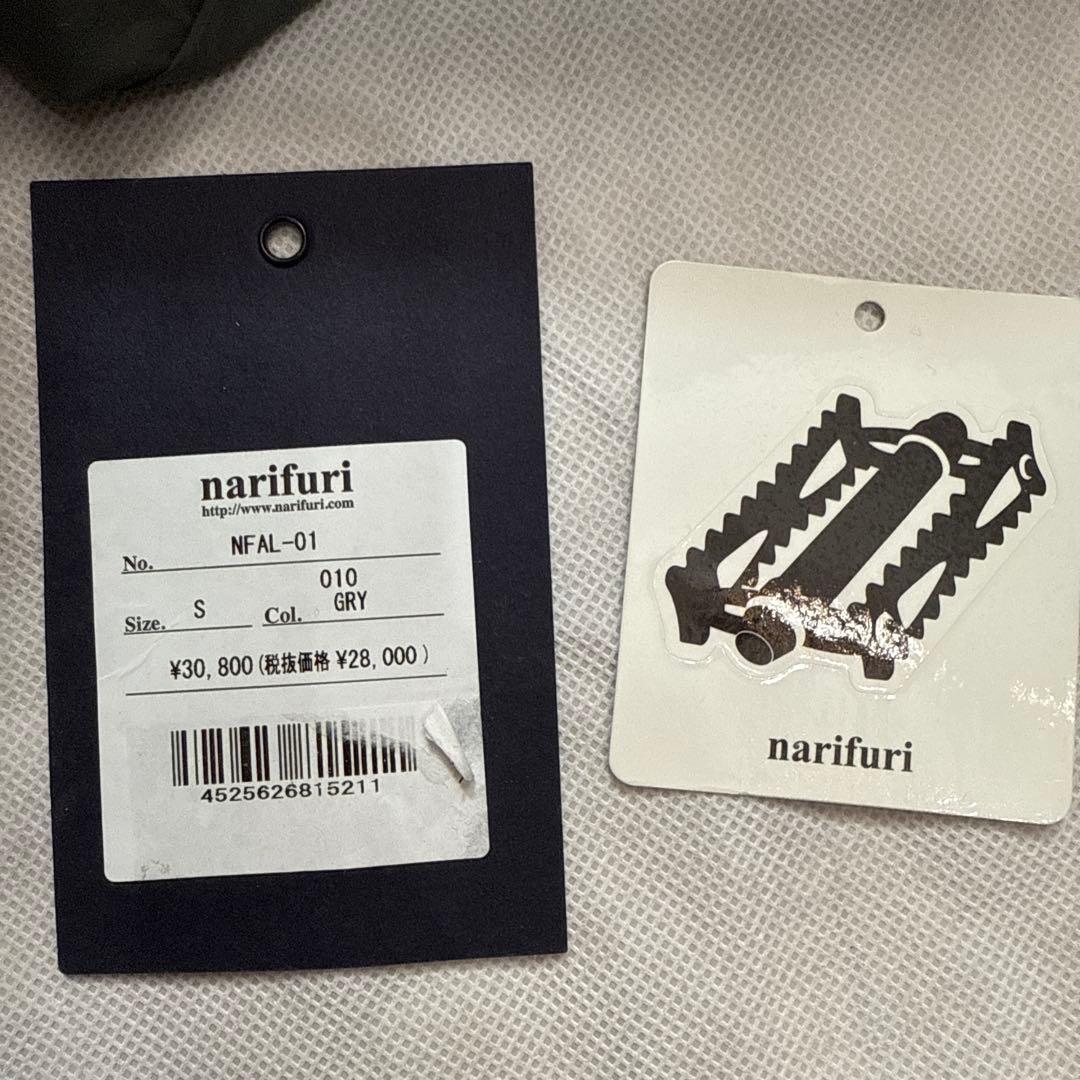 narifuri
http://www.narifuri.com
No. NFAL-01
010
Size. S Col. GRY
¥30,800(税抜価格 ¥28,000)
4525626815211
narifuri